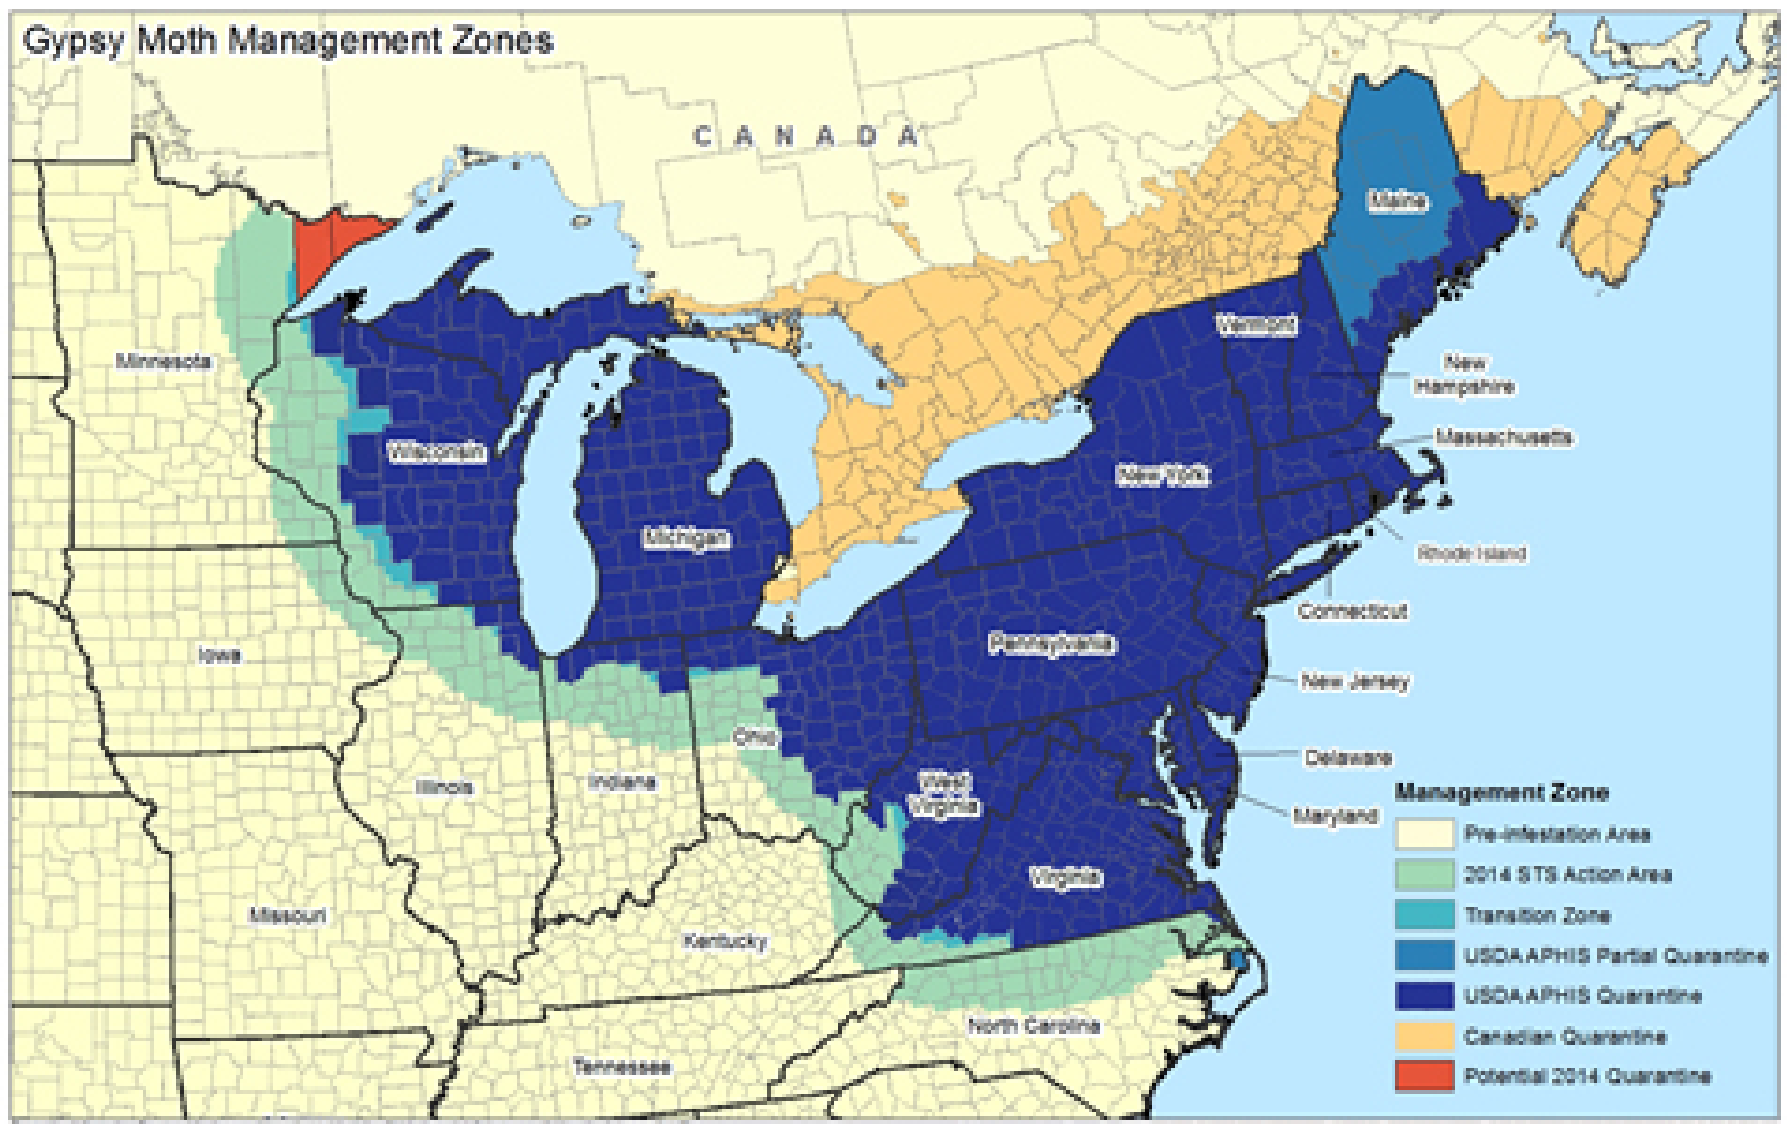 Gypsy Moth Management Zones
CANADA
Maine
Vermont
Minnesota
New
Hampshire
Massachusetts
Wisconsin
New York
Michigan
Rhode Island
Connecticut
Pennsylvania
Iowa
New Jersey
Ohio
Delaware
West
Virginia
Indiana
Illinois
Maryland
Virginia
Missouri
Kentucky
North Carolina
Tennessee
Management Zone
Pre-infestation Area
2014 STS Action Area
Transition Zone
USDA APHIS Partial Quarantine
USDA APHIS Quarantine
Canadian Quarantine
Potential 2014 Quarantine